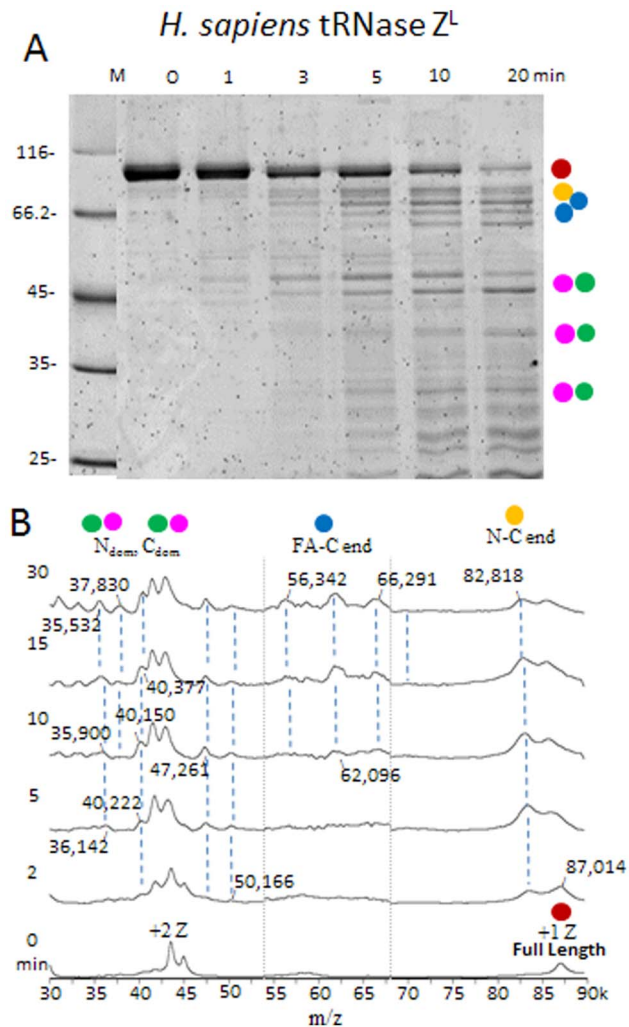 H. sapiens tRNase Z^L
A
M 0 1 3 5 10 20 min
116-
66.2-
45-
35-
25-
B
N_dom, C_dom FA-C end N-C end
30
37,830 56,342 66,291 82,818
35,532
15
40,377
10
35,900 40,150
47,261 62,096
5
40,222
36,142
2
50,166 87,014
0 min
+2 Z +1 Z
Full Length
30 35 40 45 50 55 60 65 70 75 80 85 90k
m/z